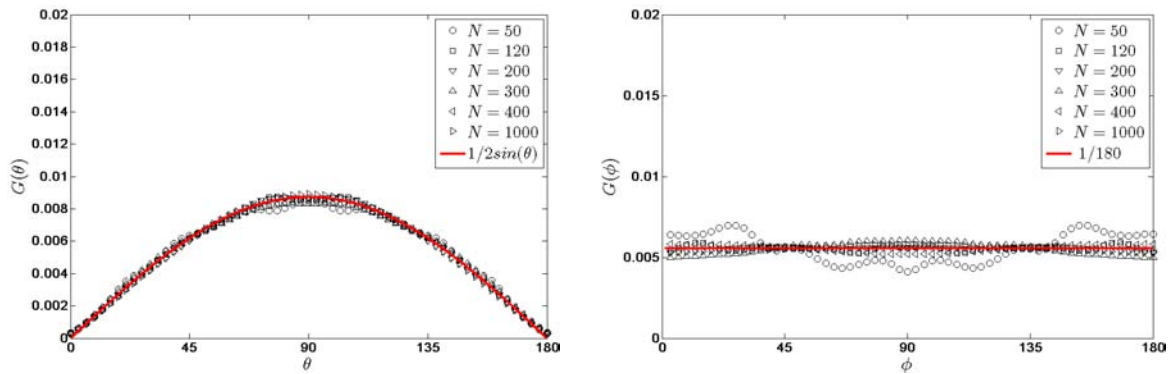 0.02
0.018
0.016
0.014
0.012
0.01
0.008
0.006
0.004
0.002
0
G(θ)
0 45 90 135 180
θ
N = 50
N = 120
N = 200
N = 300
N = 400
N = 1000
1/2sin(θ)
0.02
0.015
0.01
0.005
0
G(ϕ)
0 45 90 135 180
ϕ
N = 50
N = 120
N = 200
N = 300
N = 400
N = 1000
1/180